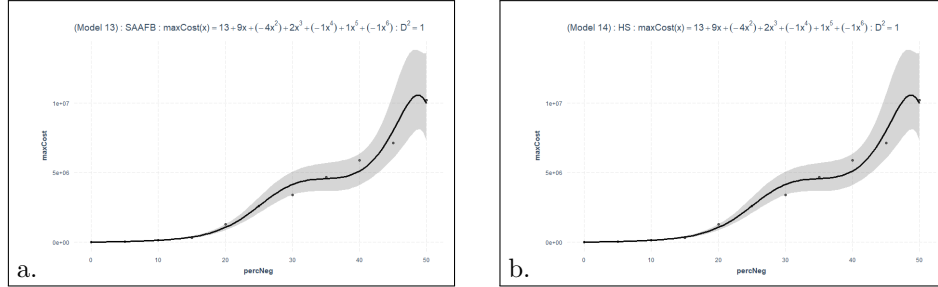 (Model 13) : SAAFB : maxCost(x) = 13 + 9x + (−4x²) + 2x³ + (−1x⁴) + 1x⁵ + (−1x⁶) : D² = 1
maxCost
1e+07
5e+06
0e+00
0 10 20 30 40 50
percNeg
a.
(Model 14) : HS : maxCost(x) = 13 + 9x + (−4x²) + 2x³ + (−1x⁴) + 1x⁵ + (−1x⁶) : D² = 1
maxCost
1e+07
5e+06
0e+00
0 10 20 30 40 50
percNeg
b.